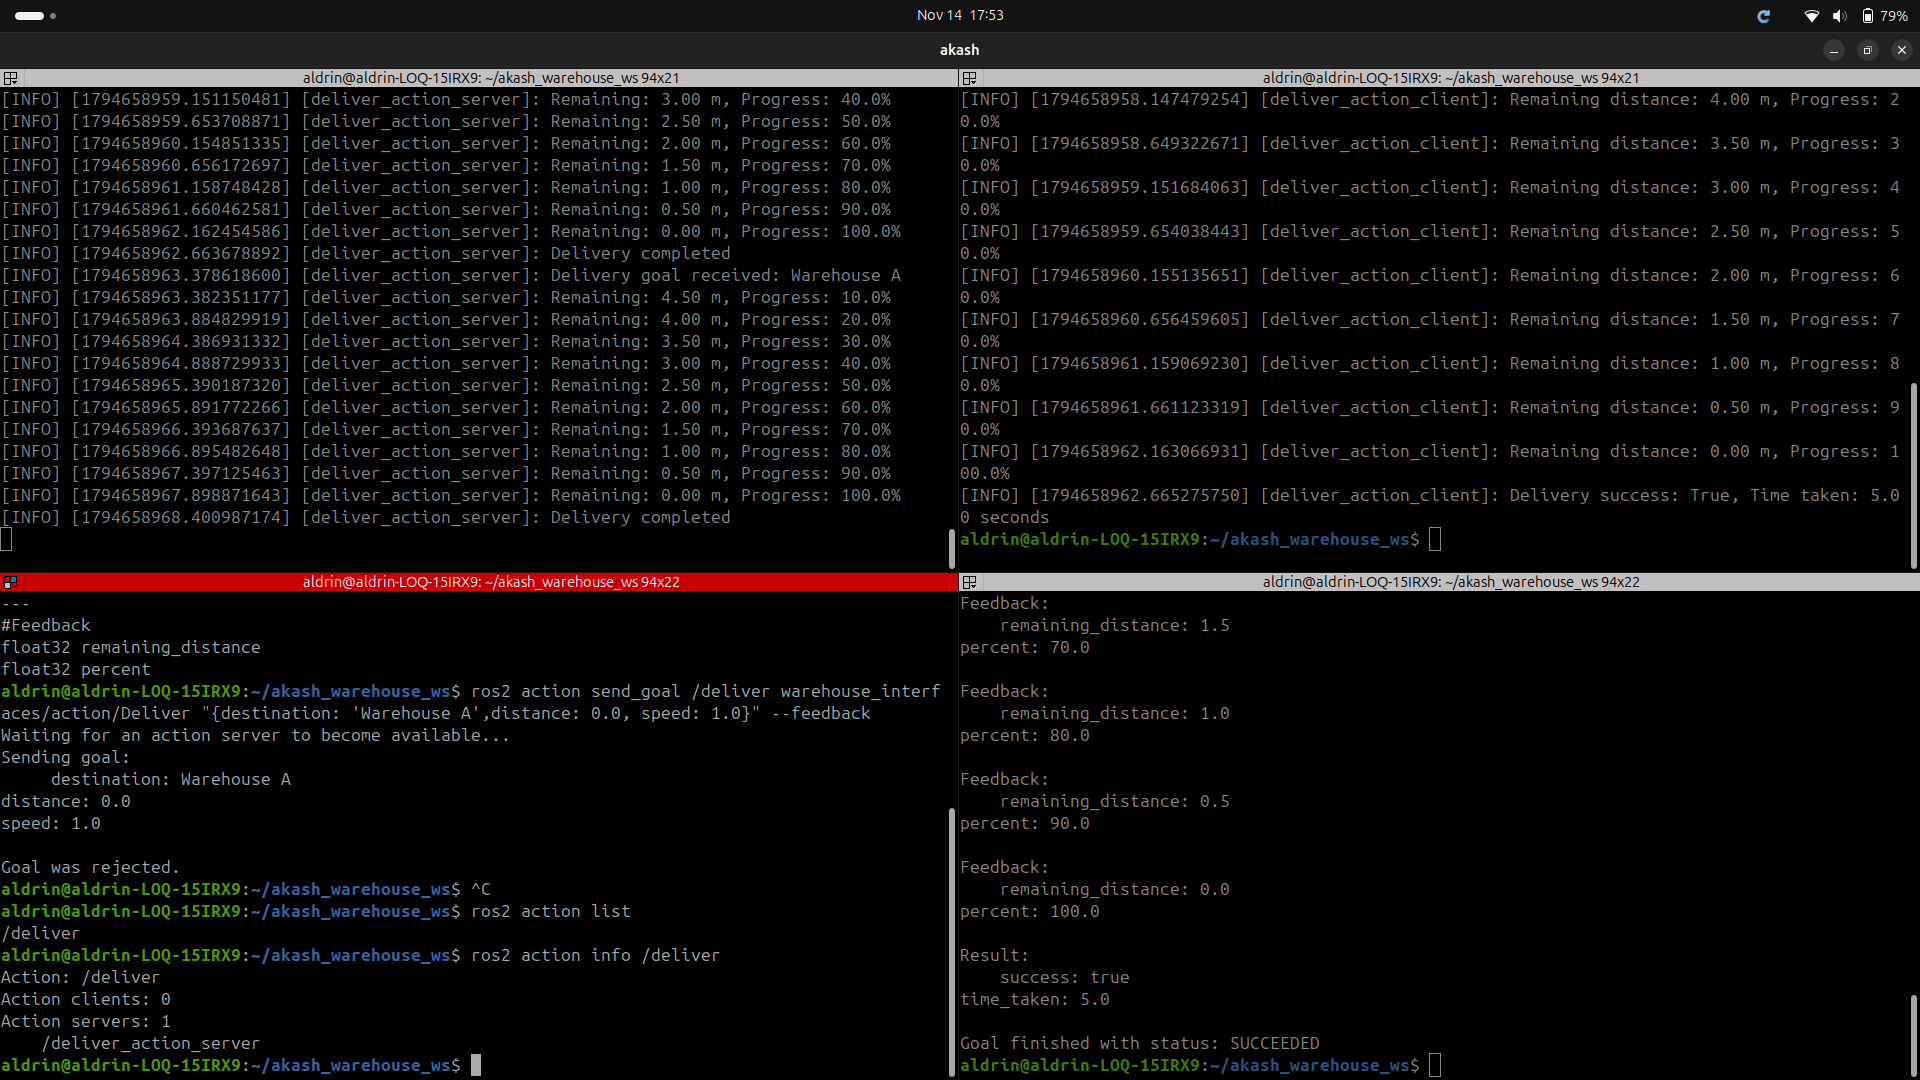 Nov 14 17:53
79%
akash
aldrin@aldrin-LOQ-15IRX9: ~/akash_warehouse_ws 94x21
[INFO] [1794658959.151150481] [deliver_action_server]: Remaining: 3.00 m, Progress: 40.0%
[INFO] [1794658959.653708871] [deliver_action_server]: Remaining: 2.50 m, Progress: 50.0%
[INFO] [1794658960.154851335] [deliver_action_server]: Remaining: 2.00 m, Progress: 60.0%
[INFO] [1794658960.656172697] [deliver_action_server]: Remaining: 1.50 m, Progress: 70.0%
[INFO] [1794658961.158748428] [deliver_action_server]: Remaining: 1.00 m, Progress: 80.0%
[INFO] [1794658961.660462581] [deliver_action_server]: Remaining: 0.50 m, Progress: 90.0%
[INFO] [1794658962.162454586] [deliver_action_server]: Remaining: 0.00 m, Progress: 100.0%
[INFO] [1794658962.663678892] [deliver_action_server]: Delivery completed
[INFO] [1794658963.378618600] [deliver_action_server]: Delivery goal received: Warehouse A
[INFO] [1794658963.382351177] [deliver_action_server]: Remaining: 4.50 m, Progress: 10.0%
[INFO] [1794658963.884829919] [deliver_action_server]: Remaining: 4.00 m, Progress: 20.0%
[INFO] [1794658964.386931332] [deliver_action_server]: Remaining: 3.50 m, Progress: 30.0%
[INFO] [1794658964.888729933] [deliver_action_server]: Remaining: 3.00 m, Progress: 40.0%
[INFO] [1794658965.390187320] [deliver_action_server]: Remaining: 2.50 m, Progress: 50.0%
[INFO] [1794658965.891772266] [deliver_action_server]: Remaining: 2.00 m, Progress: 60.0%
[INFO] [1794658966.393687637] [deliver_action_server]: Remaining: 1.50 m, Progress: 70.0%
[INFO] [1794658966.895482648] [deliver_action_server]: Remaining: 1.00 m, Progress: 80.0%
[INFO] [1794658967.397125463] [deliver_action_server]: Remaining: 0.50 m, Progress: 90.0%
[INFO] [1794658967.898871643] [deliver_action_server]: Remaining: 0.00 m, Progress: 100.0%
[INFO] [1794658968.400987174] [deliver_action_server]: Delivery completed
aldrin@aldrin-LOQ-15IRX9: ~/akash_warehouse_ws 94x21
[INFO] [1794658958.147479254] [deliver_action_client]: Remaining distance: 4.00 m, Progress: 2
0.0%
[INFO] [1794658958.649322671] [deliver_action_client]: Remaining distance: 3.50 m, Progress: 3
0.0%
[INFO] [1794658959.151684063] [deliver_action_client]: Remaining distance: 3.00 m, Progress: 4
0.0%
[INFO] [1794658959.654038443] [deliver_action_client]: Remaining distance: 2.50 m, Progress: 5
0.0%
[INFO] [1794658960.155135651] [deliver_action_client]: Remaining distance: 2.00 m, Progress: 6
0.0%
[INFO] [1794658960.656459605] [deliver_action_client]: Remaining distance: 1.50 m, Progress: 7
0.0%
[INFO] [1794658961.159069230] [deliver_action_client]: Remaining distance: 1.00 m, Progress: 8
0.0%
[INFO] [1794658961.661123319] [deliver_action_client]: Remaining distance: 0.50 m, Progress: 9
0.0%
[INFO] [1794658962.163066931] [deliver_action_client]: Remaining distance: 0.00 m, Progress: 1
00.0%
[INFO] [1794658962.665275750] [deliver_action_client]: Delivery success: True, Time taken: 5.0
0 seconds
aldrin@aldrin-LOQ-15IRX9:~/akash_warehouse_ws$
aldrin@aldrin-LOQ-15IRX9: ~/akash_warehouse_ws 94x22
---
#Feedback
float32 remaining_distance
float32 percent
aldrin@aldrin-LOQ-15IRX9:~/akash_warehouse_ws$ ros2 action send_goal /deliver warehouse_interf
aces/action/Deliver "{destination: 'Warehouse A',distance: 0.0, speed: 1.0}" --feedback
Waiting for an action server to become available...
Sending goal:
destination: Warehouse A
distance: 0.0
speed: 1.0
Goal was rejected.
aldrin@aldrin-LOQ-15IRX9:~/akash_warehouse_ws$ ^C
aldrin@aldrin-LOQ-15IRX9:~/akash_warehouse_ws$ ros2 action list
/deliver
aldrin@aldrin-LOQ-15IRX9:~/akash_warehouse_ws$ ros2 action info /deliver
Action: /deliver
Action clients: 0
Action servers: 1
/deliver_action_server
aldrin@aldrin-LOQ-15IRX9:~/akash_warehouse_ws$
aldrin@aldrin-LOQ-15IRX9: ~/akash_warehouse_ws 94x22
Feedback:
remaining_distance: 1.5
percent: 70.0
Feedback:
remaining_distance: 1.0
percent: 80.0
Feedback:
remaining_distance: 0.5
percent: 90.0
Feedback:
remaining_distance: 0.0
percent: 100.0
Result:
success: true
time_taken: 5.0
Goal finished with status: SUCCEEDED
aldrin@aldrin-LOQ-15IRX9:~/akash_warehouse_ws$